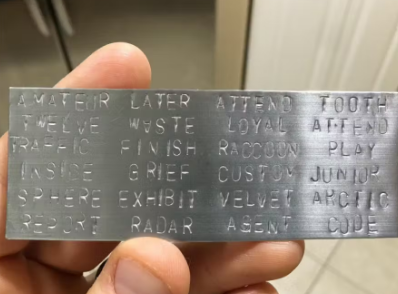 AMATEUR LATER ATTEND TOOTH
TWELVE WASTE LOYAL ATTEND
TRAFFIC FINISH RACCOON PLAY
INSIDE GRIEF CUSTOM JUNIOR
SPHERE EXHIBIT VELVET ARCTIC
REPORT RADAR AGENT CODE